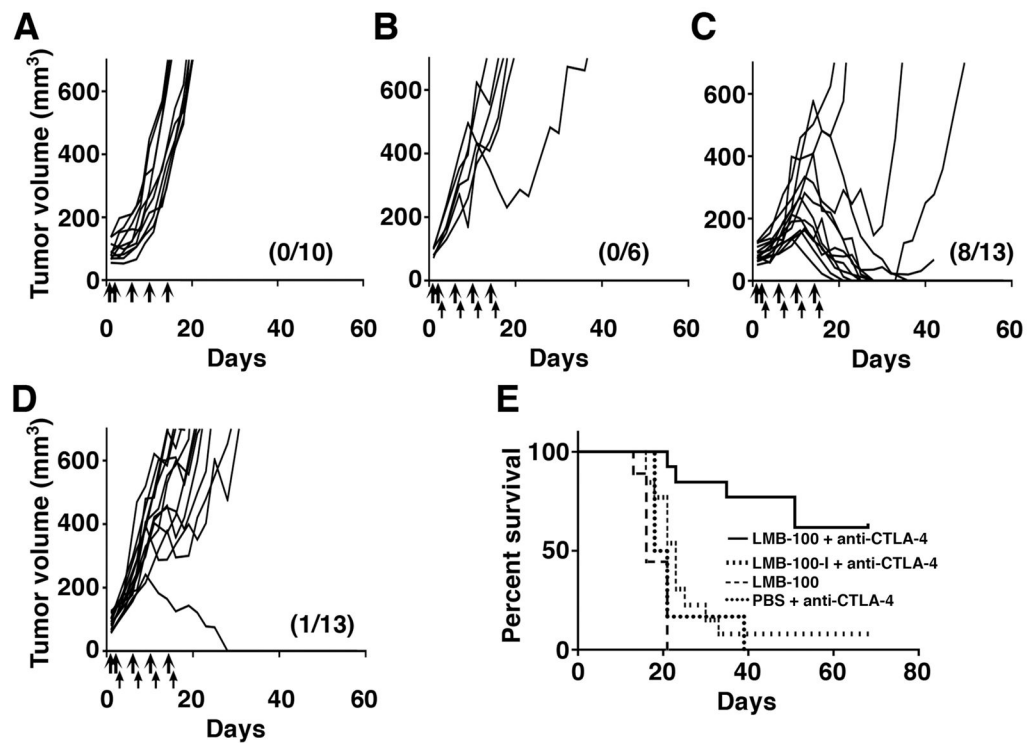 A
Tumor volume (mm³)
600
400
200
0
(0/10)
0 20 40 60
Days
B
600
400
200
0
(0/6)
0 20 40 60
Days
C
600
400
200
0
(8/13)
0 20 40 60
Days
D
Tumor volume (mm³)
600
400
200
0
(1/13)
0 20 40 60
Days
E
Percent survival
100
50
0
LMB-100 + anti-CTLA-4
LMB-100-I + anti-CTLA-4
LMB-100
PBS + anti-CTLA-4
0 20 40 60 80
Days